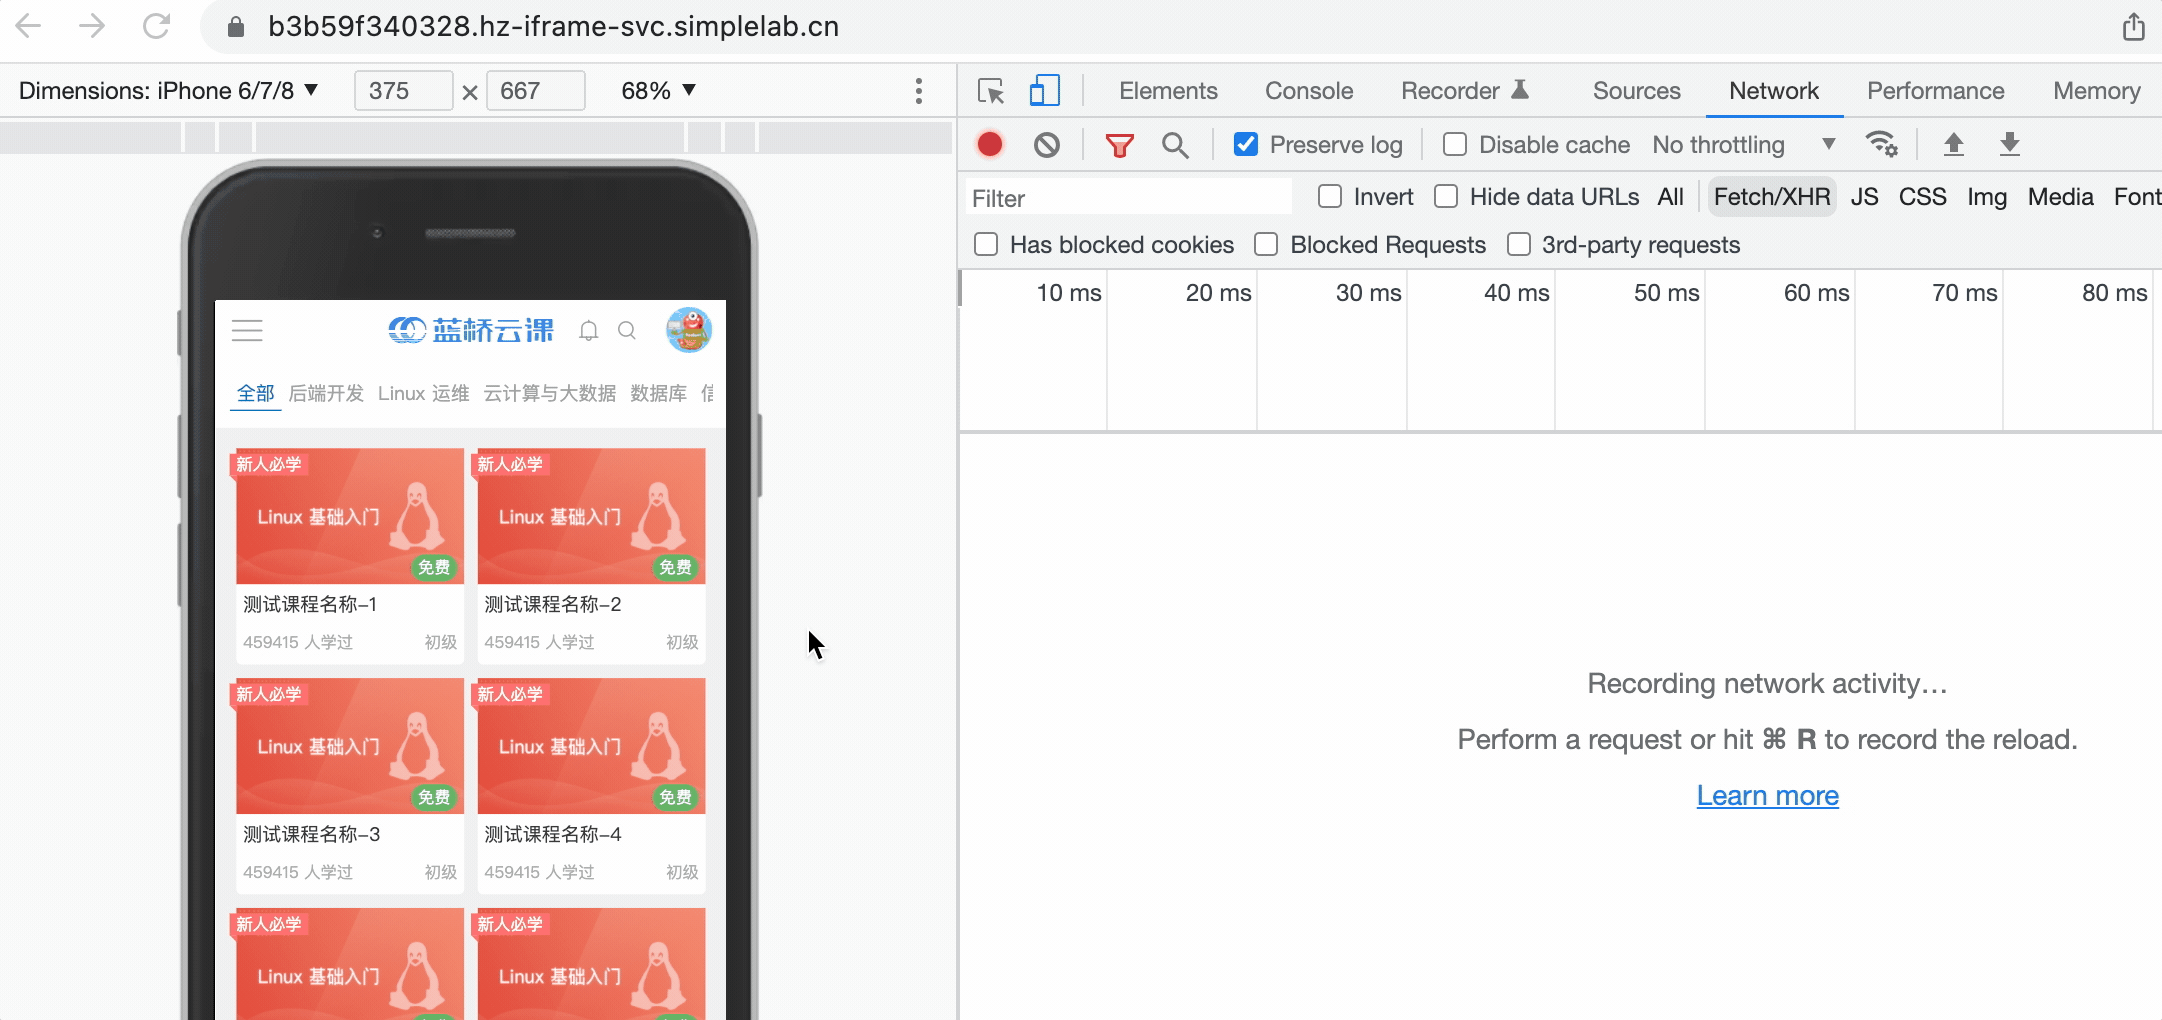 b3b59f340328.hz-iframe-svc.simplelab.cn
Dimensions: iPhone 6/7/8 ▼ 375 × 667 68% ▼
Elements Console Recorder Sources Network Performance Memory
Preserve log Disable cache No throttling ▼
Filter Invert Hide data URLs All Fetch/XHR JS CSS Img Media Font
Has blocked cookies Blocked Requests 3rd-party requests
10 ms 20 ms 30 ms 40 ms 50 ms 60 ms 70 ms 80 ms
蓝桥云课
全部 后端开发 Linux 运维 云计算与大数据 数据库 信
新人必学 新人必学
Linux 基础入门 Linux 基础入门
免费 免费
测试课程名称-1 测试课程名称-2
459415 人学过 初级 459415 人学过 初级
新人必学 新人必学
Linux 基础入门 Linux 基础入门
免费 免费
测试课程名称-3 测试课程名称-4
459415 人学过 初级 459415 人学过 初级
新人必学 新人必学
Linux 基础入门 Linux 基础入门
Recording network activity…
Perform a request or hit ⌘ R to record the reload.
Learn more